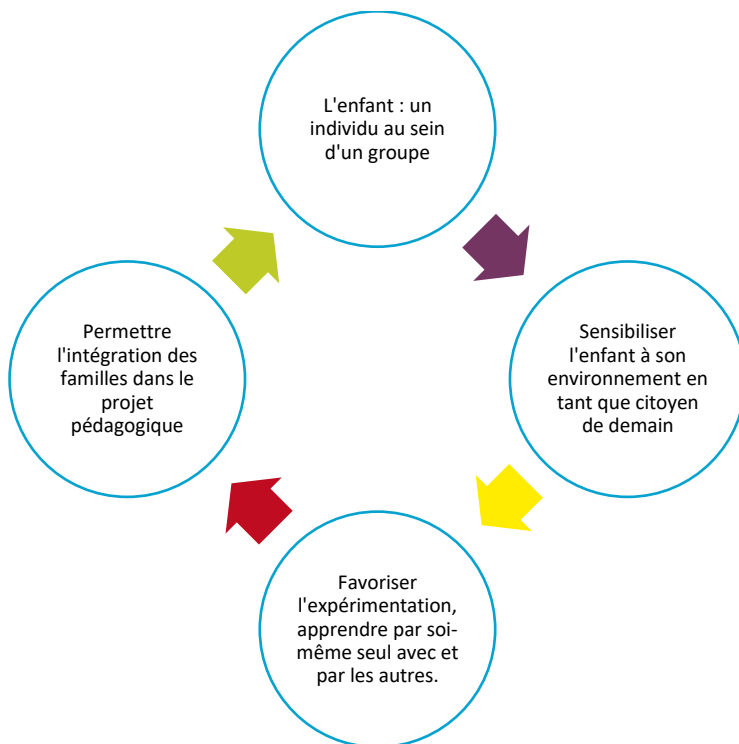 L'enfant : un
individu au sein
d'un groupe
Sensibiliser
l'enfant à son
environnement en
tant que citoyen
de demain
Favoriser
l'expérimentation,
apprendre par soi-
même seul avec et
par les autres.
Permettre
l'intégration des
familles dans le
projet
pédagogique